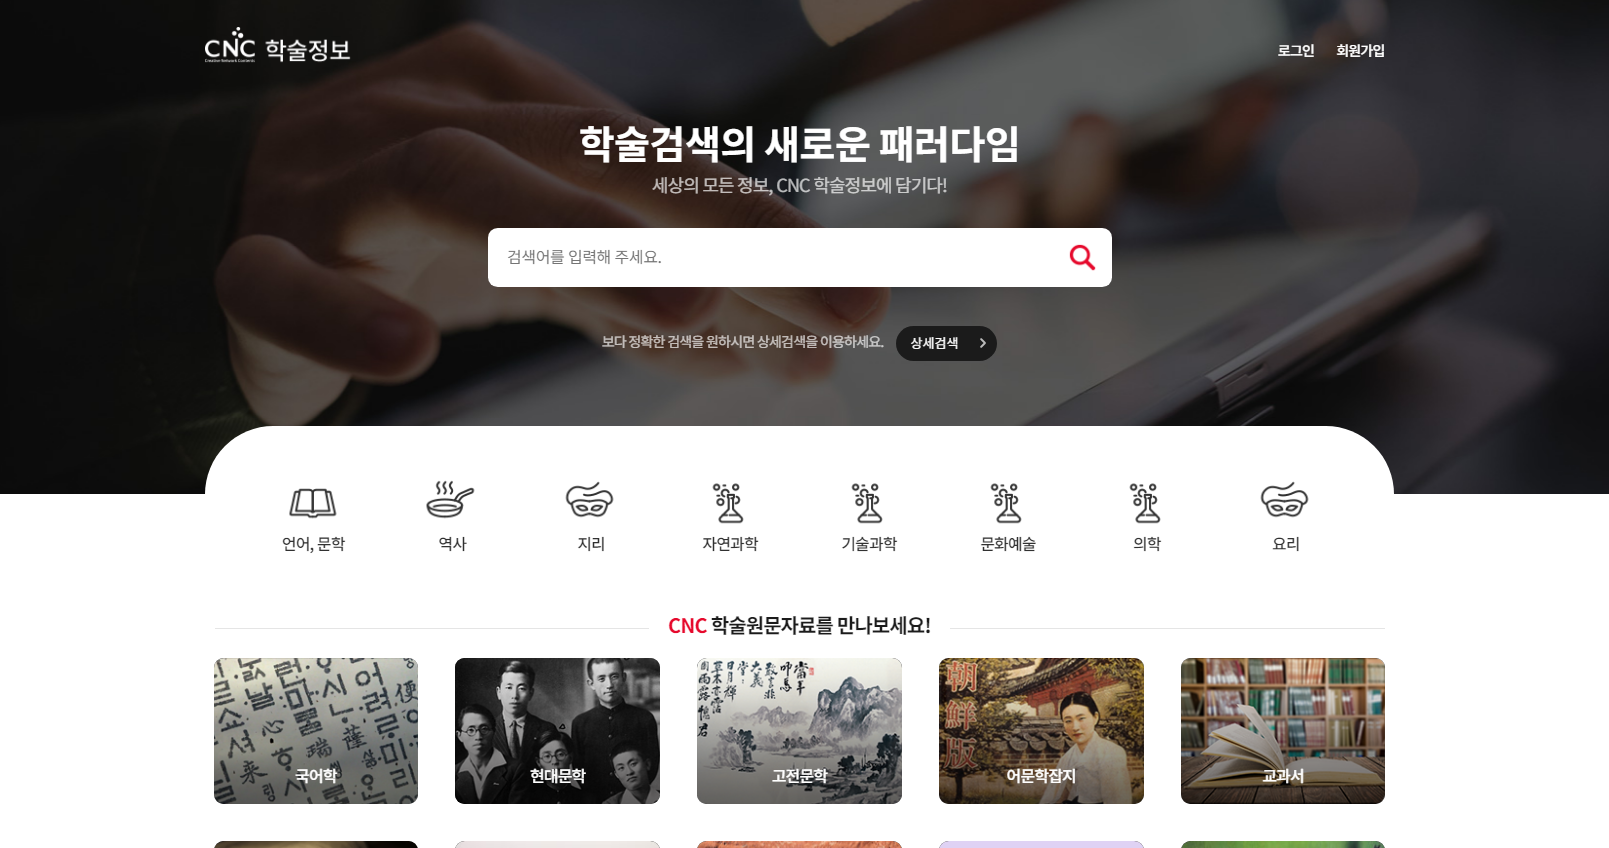 CNC 학술정보
Creative Network Contents
로그인
회원가입
학술검색의 새로운 패러다임
세상의 모든 정보, CNC 학술정보에 담기다!
검색어를 입력해 주세요.
보다 정확한 검색을 원하시면 상세검색을 이용하세요.
상세검색
언어, 문학
역사
지리
자연과학
기술과학
문화예술
의학
요리
CNC 학술원문자료를 만나보세요!
국어학
현대문학
고전문학
朝鮮版
어문학잡지
교과서